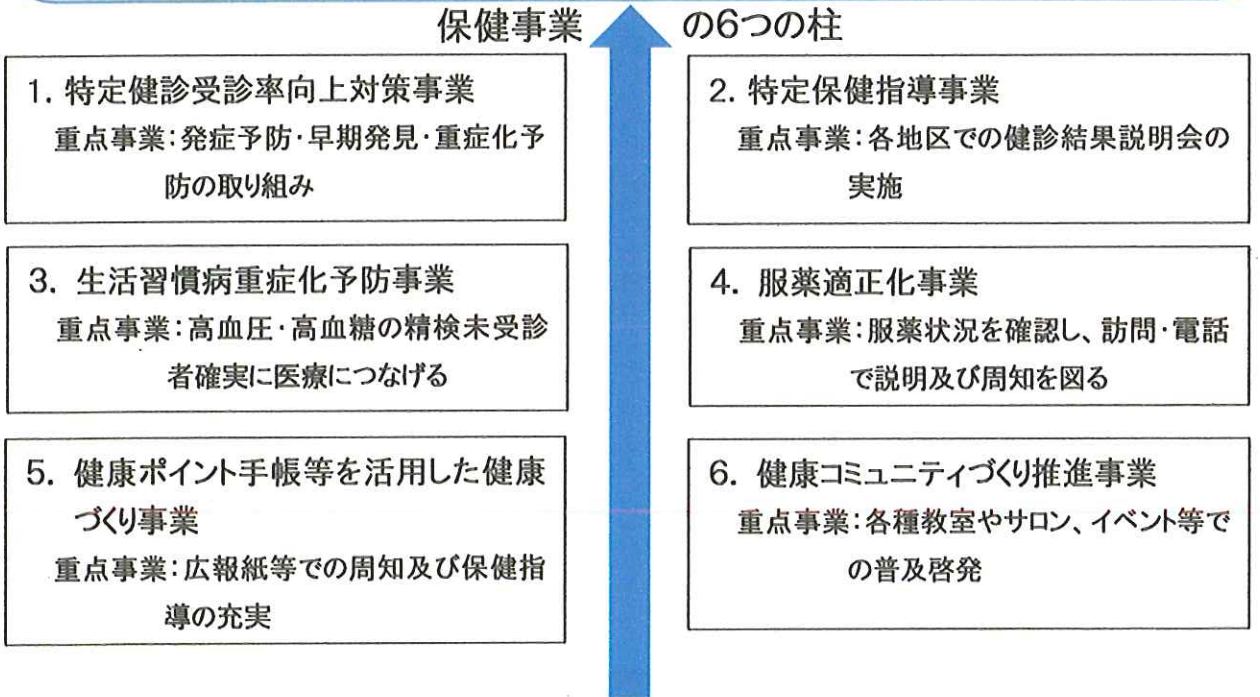 保健事業の6つの柱
1. 特定健診受診率向上対策事業
重点事業:発症予防・早期発見・重症化予
防の取り組み
2. 特定保健指導事業
重点事業:各地区での健診結果説明会の
実施
3. 生活習慣病重症化予防事業
重点事業:高血圧・高血糖の精検未受診
者確実に医療につなげる
4. 服薬適正化事業
重点事業:服薬状況を確認し、訪問・電話
で説明及び周知を図る
5. 健康ポイント手帳等を活用した健康
づくり事業
重点事業:広報紙等での周知及び保健指
導の充実
6. 健康コミュニティづくり推進事業
重点事業:各種教室やサロン、イベント等で
の普及啓発